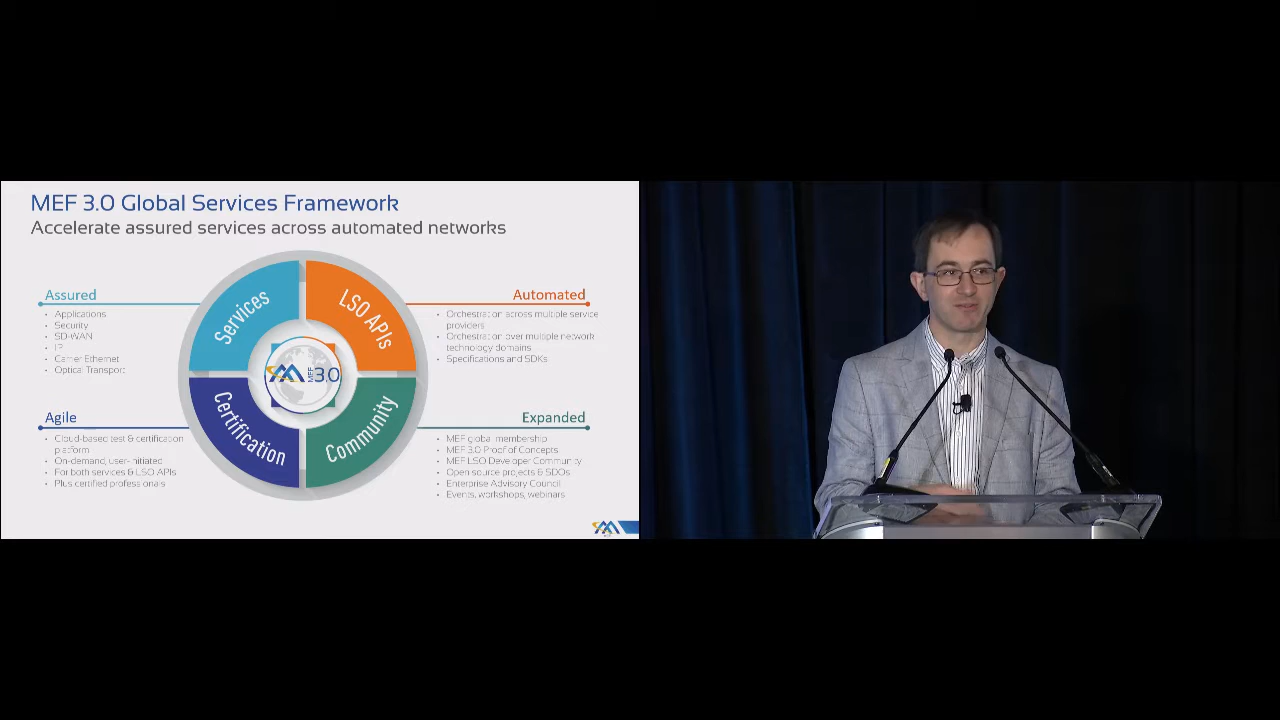 MEF 3.0 Global Services Framework
Accelerate assured services across automated networks
Assured
Applications
Security
SD-WAN
IP
Carrier Ethernet
Optical Transport
Services
LSO APIs
Automated
Orchestration across multiple service
providers
Orchestration over multiple network
technology domains
Specifications and SDKs
MEF 3.0
Agile
Cloud-based test & certification
platform
On-demand, user-initiated
For both services & LSO APIs
Plus certified professionals
Certification
Community
Expanded
MEF global membership
MEF 3.0 Proof of Concepts
MEF LSO Developer Community
Open source projects & SDOs
Enterprise Advisory Council
Events, workshops, webinars